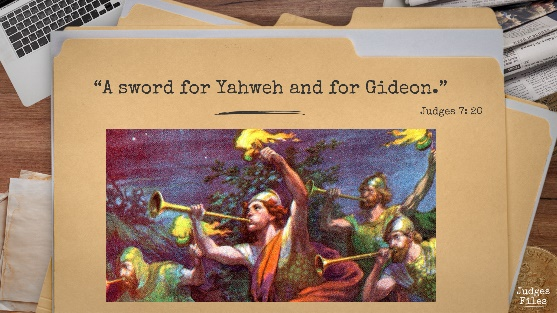 “A sword for Yahweh and for Gideon.”
Judges 7: 20
Judges
Files